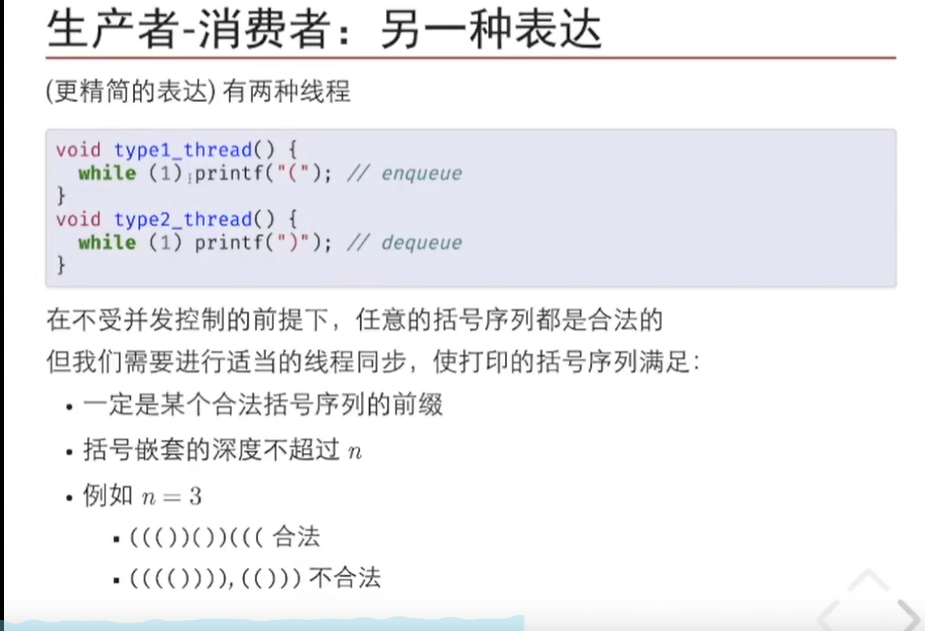 生产者-消费者：另一种表达
(更精简的表达) 有两种线程
void type1_thread() {
  while (1) printf("("); // enqueue
}
void type2_thread() {
  while (1) printf(")"); // dequeue
}
在不受并发控制的前提下，任意的括号序列都是合法的
但我们需要进行适当的线程同步，使打印的括号序列满足：
• 一定是某个合法括号序列的前缀
• 括号嵌套的深度不超过 n
• 例如 n = 3
▪ ((())())((( 合法
▪ (((()))), (())) 不合法